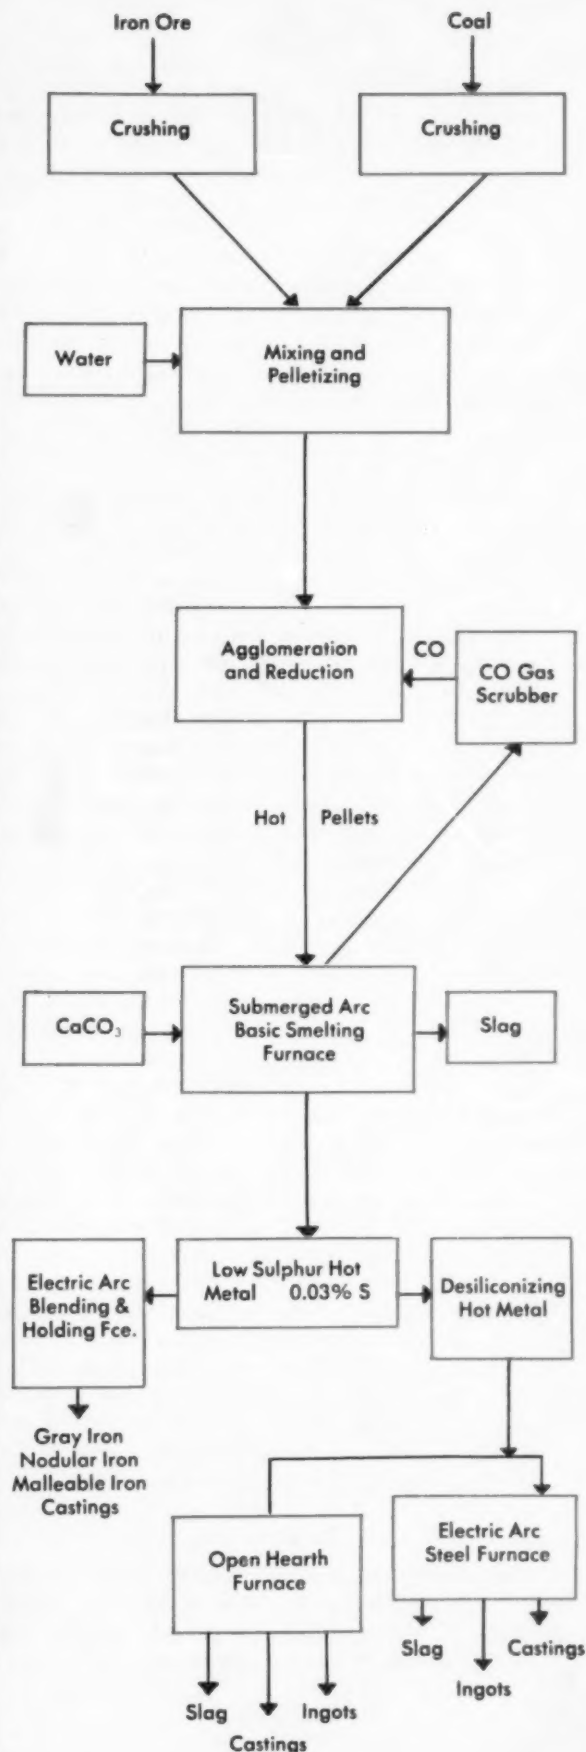 Iron Ore
Coal
Crushing
Crushing
Water
Mixing and
Pelletizing
Agglomeration
and Reduction
CO
CO Gas
Scrubber
Hot Pellets
CaCO₃
Submerged Arc
Basic Smelting
Furnace
Slag
Electric Arc
Blending &
Holding Fce.
Low Sulphur Hot
Metal 0.03% S
Desiliconizing
Hot Metal
Gray Iron
Nodular Iron
Malleable Iron
Castings
Open Hearth
Furnace
Electric Arc
Steel Furnace
Slag
Castings
Ingots
Slag
Castings
Ingots